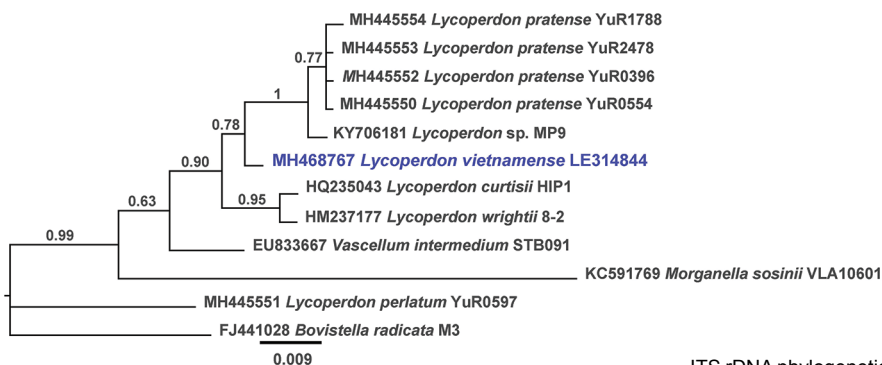 MH445554 Lycoperdon pratense YuR1788
MH445553 Lycoperdon pratense YuR2478
0.77
MH445552 Lycoperdon pratense YuR0396
1
MH445550 Lycoperdon pratense YuR0554
0.78
KY706181 Lycoperdon sp. MP9
0.90
MH468767 Lycoperdon vietnamense LE314844
HQ235043 Lycoperdon curtisii HIP1
0.95
0.63
HM237177 Lycoperdon wrightii 8-2
0.99
EU833667 Vascellum intermedium STB091
KC591769 Morganella sosinii VLA10601
MH445551 Lycoperdon perlatum YuR0597
FJ441028 Bovistella radicata M3
0.009